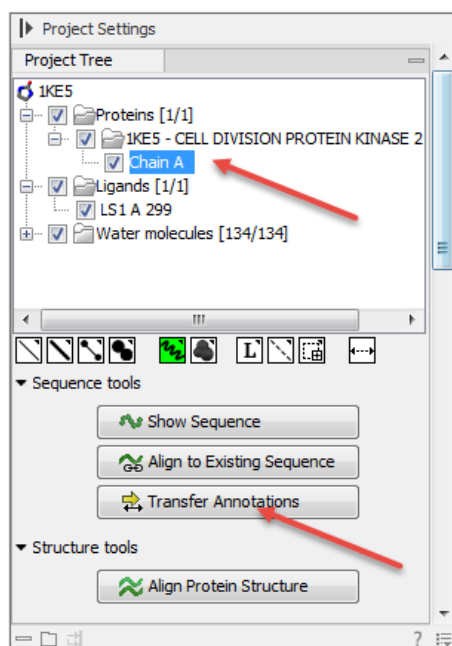 Project Settings
Project Tree
1KE5
Proteins [1/1]
1KE5 - CELL DIVISION PROTEIN KINASE 2
Chain A
Ligands [1/1]
LS1 A 299
Water molecules [134/134]
L
Sequence tools
Show Sequence
Align to Existing Sequence
Transfer Annotations
Structure tools
Align Protein Structure
?